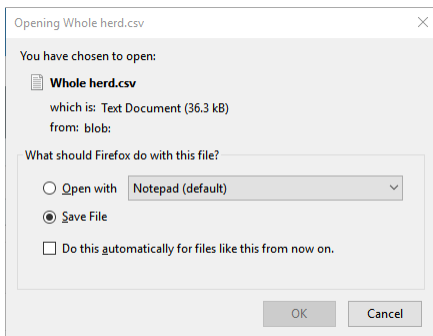 Opening Whole herd.csv
You have chosen to open:
Whole herd.csv
which is: Text Document (36.3 kB)
from: blob:
What should Firefox do with this file?
Open with Notepad (default)
Save File
Do this automatically for files like this from now on.
OK Cancel